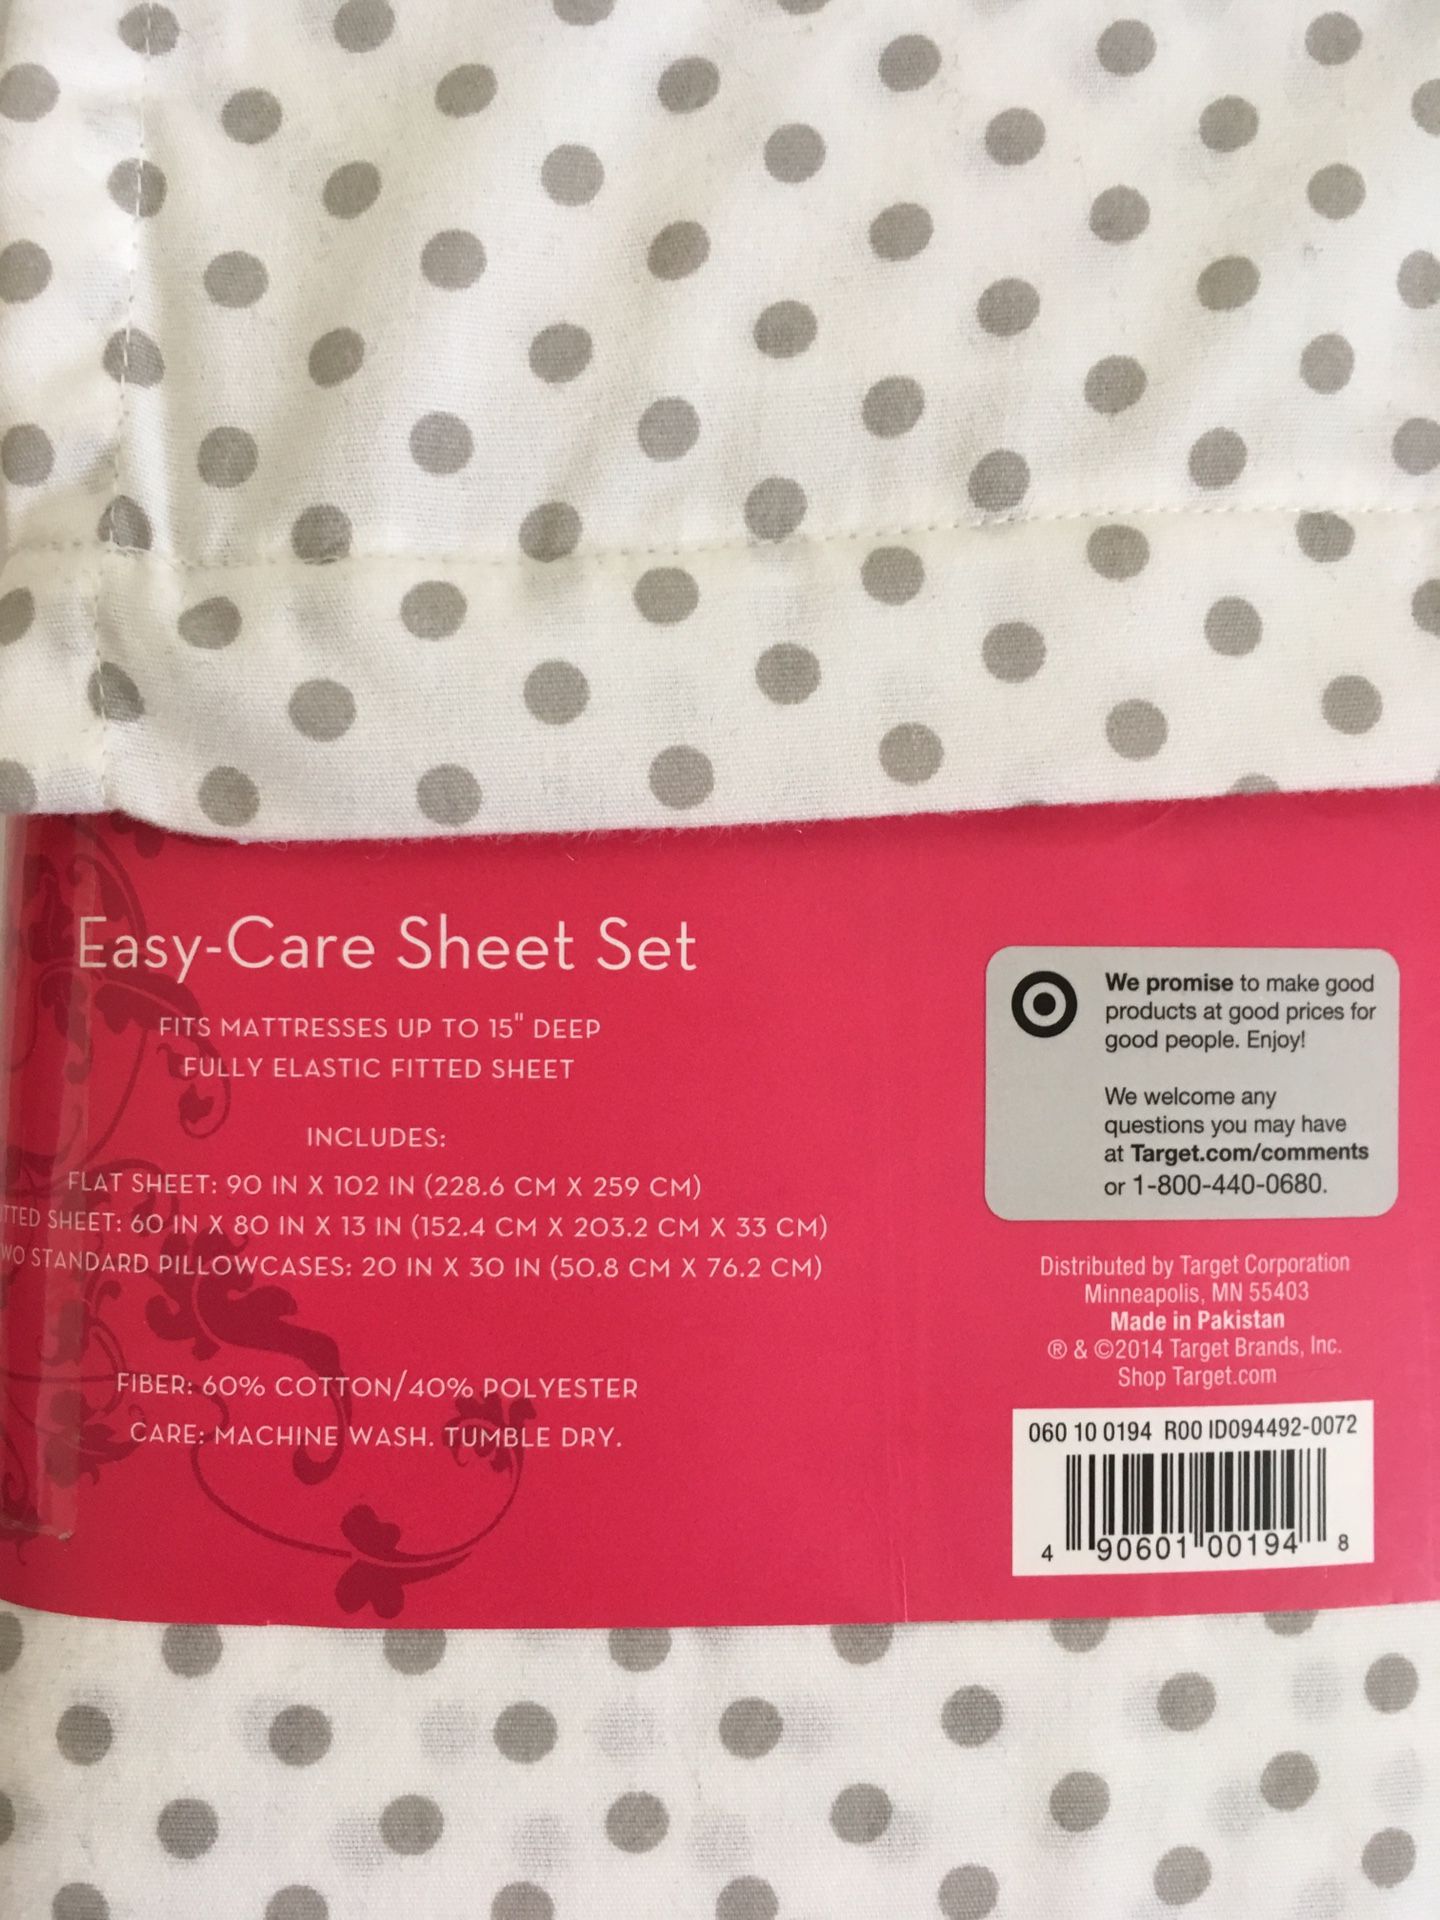 Easy-Care Sheet Set
FITS MATTRESSES UP TO 15" DEEP
FULLY ELASTIC FITTED SHEET
INCLUDES:
FLAT SHEET: 90 IN X 102 IN (228.6 CM X 259 CM)
SHEET: 60 IN X 80 IN X 13 IN (152.4 CM X 203.2 CM X 33 CM)
STANDARD PILLOWCASES: 20 IN X 30 IN (50.8 CM X 76.2 CM)
FIBER: 60% COTTON/40% POLYESTER
CARE: MACHINE WASH. TUMBLE DRY.
We promise to make good
products at good prices for
good people. Enjoy!
We welcome any
questions you may have
at Target.com/comments
or 1-800-440-0680.
Distributed by Target Corporation
Minneapolis, MN 55403
Made in Pakistan
® & ©2014 Target Brands, Inc.
Shop Target.com
060 10 0194 R00 ID094492-0072
4 90601 00194 8